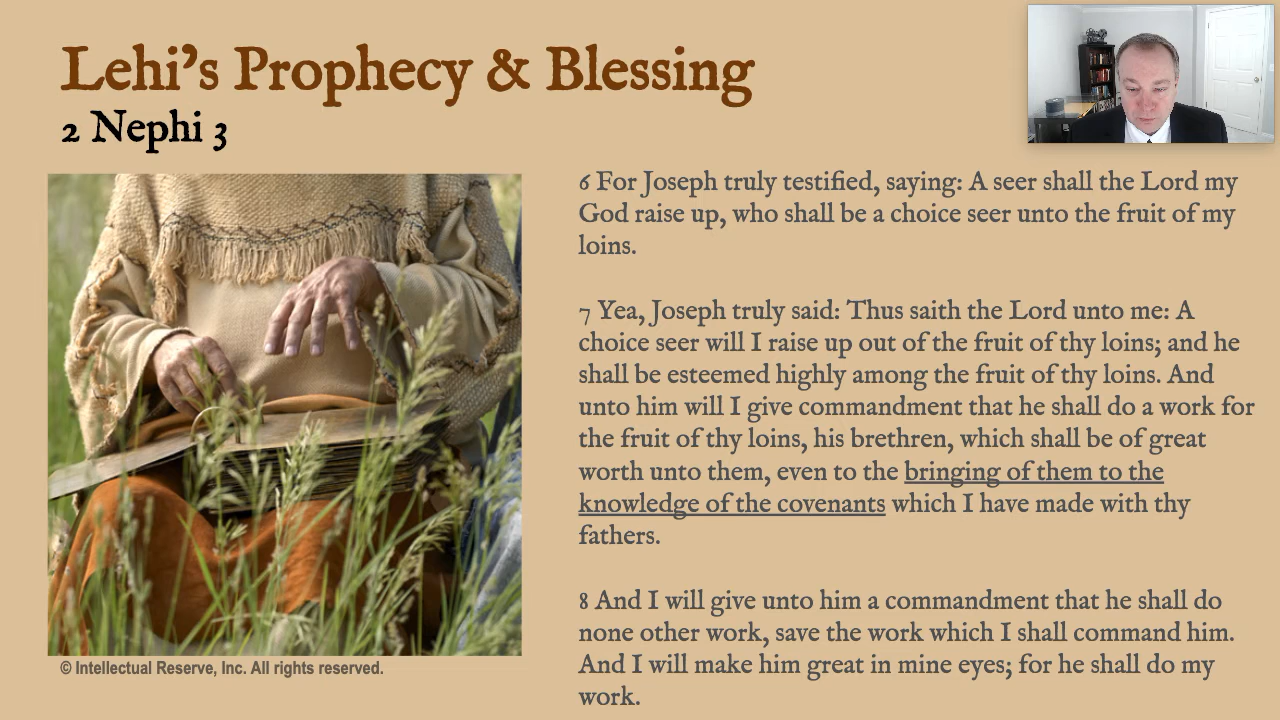 Lehi’s Prophecy & Blessing
2 Nephi 3
6 For Joseph truly testified, saying: A seer shall the Lord my
God raise up, who shall be a choice seer unto the fruit of my
loins.
7 Yea, Joseph truly said: Thus saith the Lord unto me: A
choice seer will I raise up out of the fruit of thy loins; and he
shall be esteemed highly among the fruit of thy loins. And
unto him will I give commandment that he shall do a work for
the fruit of thy loins, his brethren, which shall be of great
worth unto them, even to the bringing of them to the
knowledge of the covenants which I have made with thy
fathers.
8 And I will give unto him a commandment that he shall do
none other work, save the work which I shall command him.
And I will make him great in mine eyes; for he shall do my
work.
© Intellectual Reserve, Inc. All rights reserved.